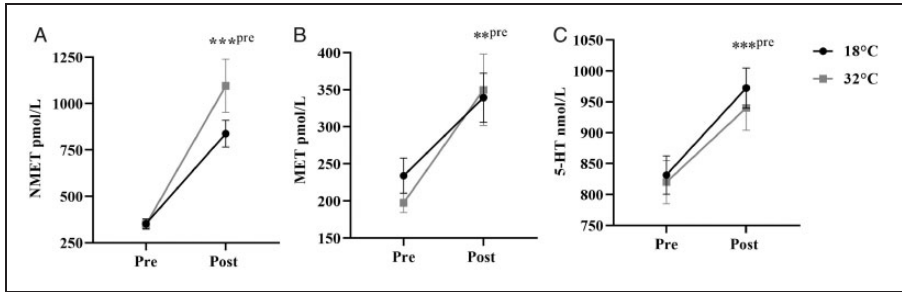 A
NMET pmol/L
1250
1000
750
500
250
***pre
Pre Post
B
MET pmol/L
400
350
300
250
200
150
**pre
Pre Post
C
5-HT nmol/L
1050
1000
950
900
850
800
750
***pre
Pre Post
18°C
32°C